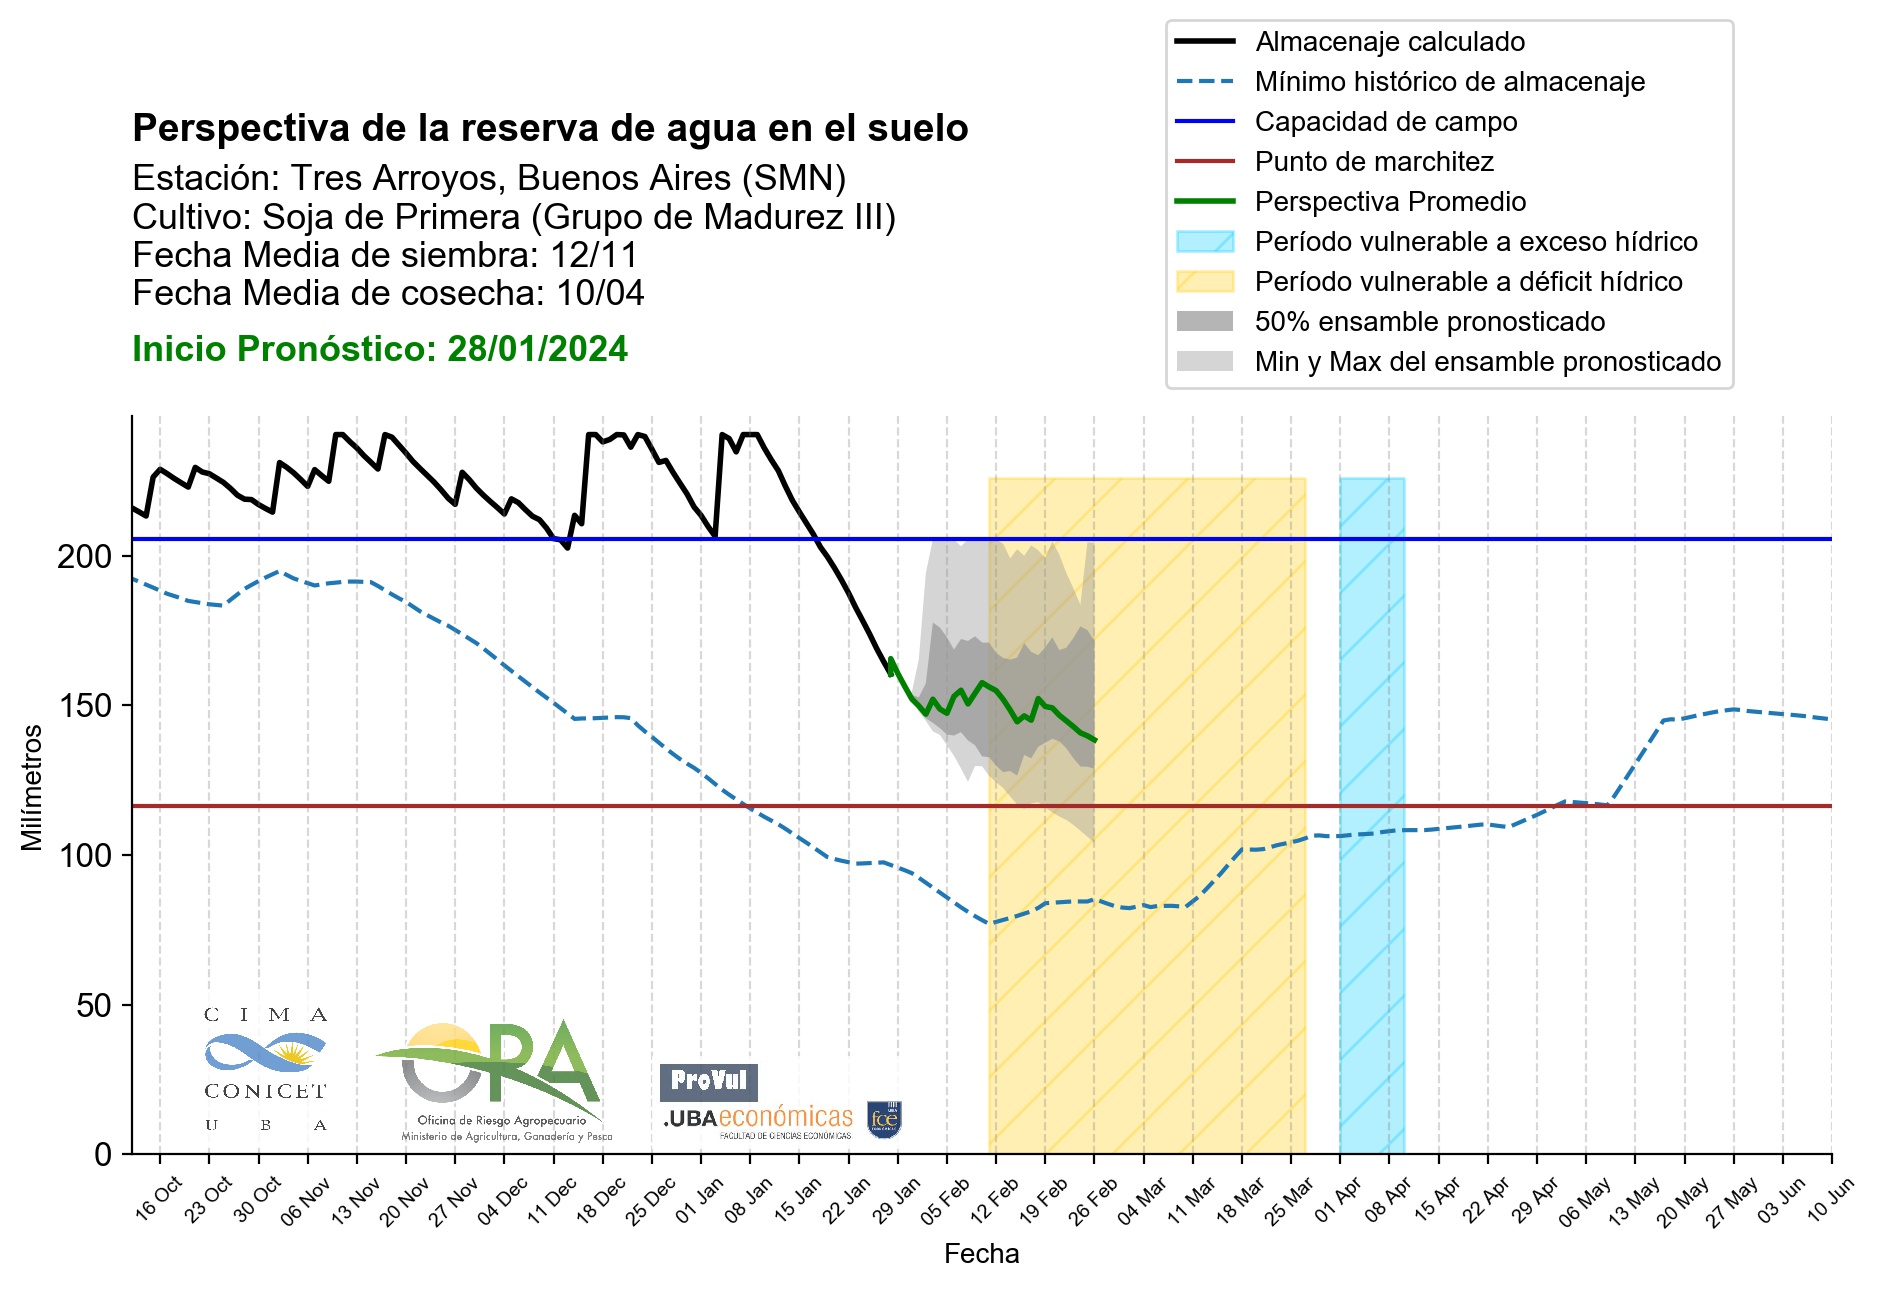 Almacenaje calculado
Mínimo histórico de almacenaje
Capacidad de campo
Punto de marchitez
Perspectiva Promedio
Período vulnerable a exceso hídrico
Período vulnerable a déficit hídrico
50% ensamble pronosticado
Min y Max del ensamble pronosticado
Perspectiva de la reserva de agua en el suelo
Estación: Tres Arroyos, Buenos Aires (SMN)
Cultivo: Soja de Primera (Grupo de Madurez III)
Fecha Media de siembra: 12/11
Fecha Media de cosecha: 10/04
Inicio Pronóstico: 28/01/2024
Milímetros
200
150
100
50
0
CIMA
CONICET
UBA
ORA
Oficina de Riesgo Agropecuario
Ministerio de Agricultura, Ganadería y Pesca
ProVul
.UBAeconómicas
FACULTAD DE CIENCIAS ECONÓMICAS
fce
16 Oct
23 Oct
30 Oct
06 Nov
13 Nov
20 Nov
27 Nov
04 Dec
11 Dec
18 Dec
25 Dec
01 Jan
08 Jan
15 Jan
22 Jan
29 Jan
05 Feb
12 Feb
19 Feb
26 Feb
04 Mar
11 Mar
18 Mar
25 Mar
01 Apr
08 Apr
15 Apr
22 Apr
29 Apr
06 May
13 May
20 May
27 May
03 Jun
10 Jun
Fecha